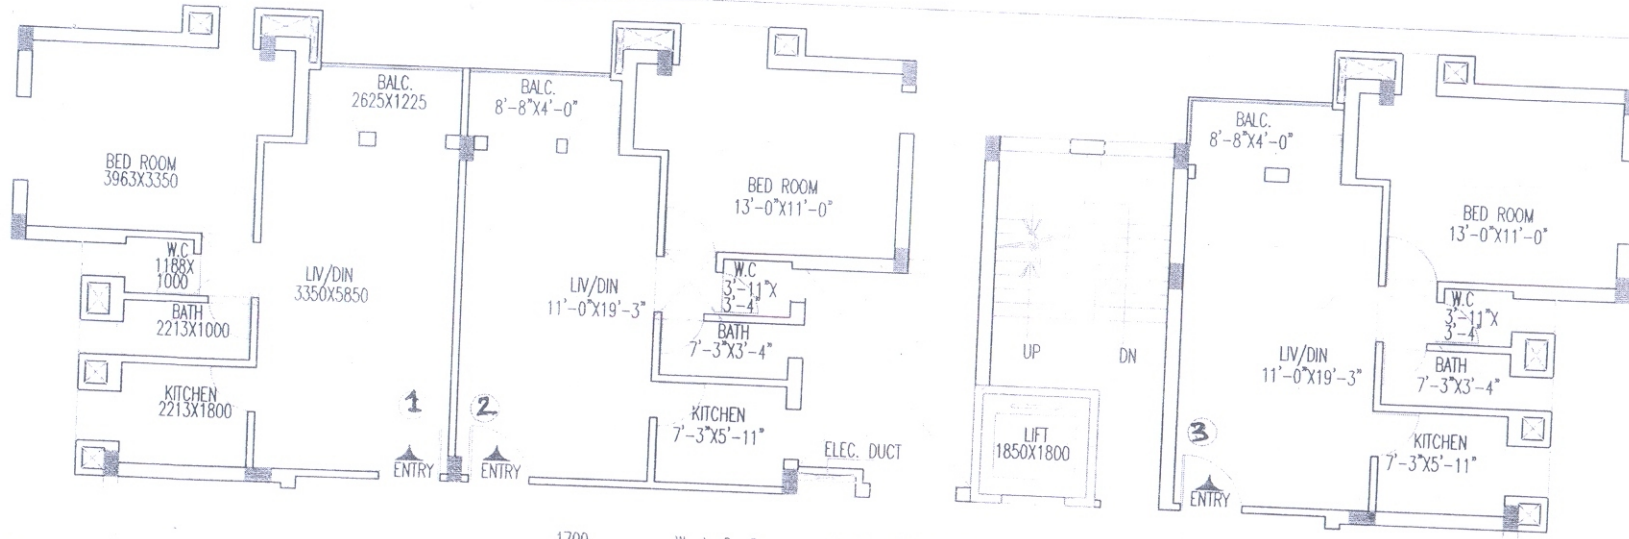 BALC.
2625X1225
BED ROOM
3963X3350
W.C
1188X
1000
LIV/DIN
3350X5850
BATH
2213X1000
KITCHEN
2213X1800
1
ENTRY
BALC.
8'-8"X4'-0"
BED ROOM
13'-0"X11'-0"
LIV/DIN
11'-0"X19'-3"
W.C
3'-11"X
3'-4"
BATH
7'-3"X3'-4"
KITCHEN
7'-3"X5'-11"
2
ENTRY
ELEC. DUCT
UP
DN
LIFT
1850X1800
BALC.
8'-8"X4'-0"
BED ROOM
13'-0"X11'-0"
LIV/DIN
11'-0"X19'-3"
W.C
3'-11"X
3'-4"
BATH
7'-3"X3'-4"
KITCHEN
7'-3"X5'-11"
3
ENTRY
1700